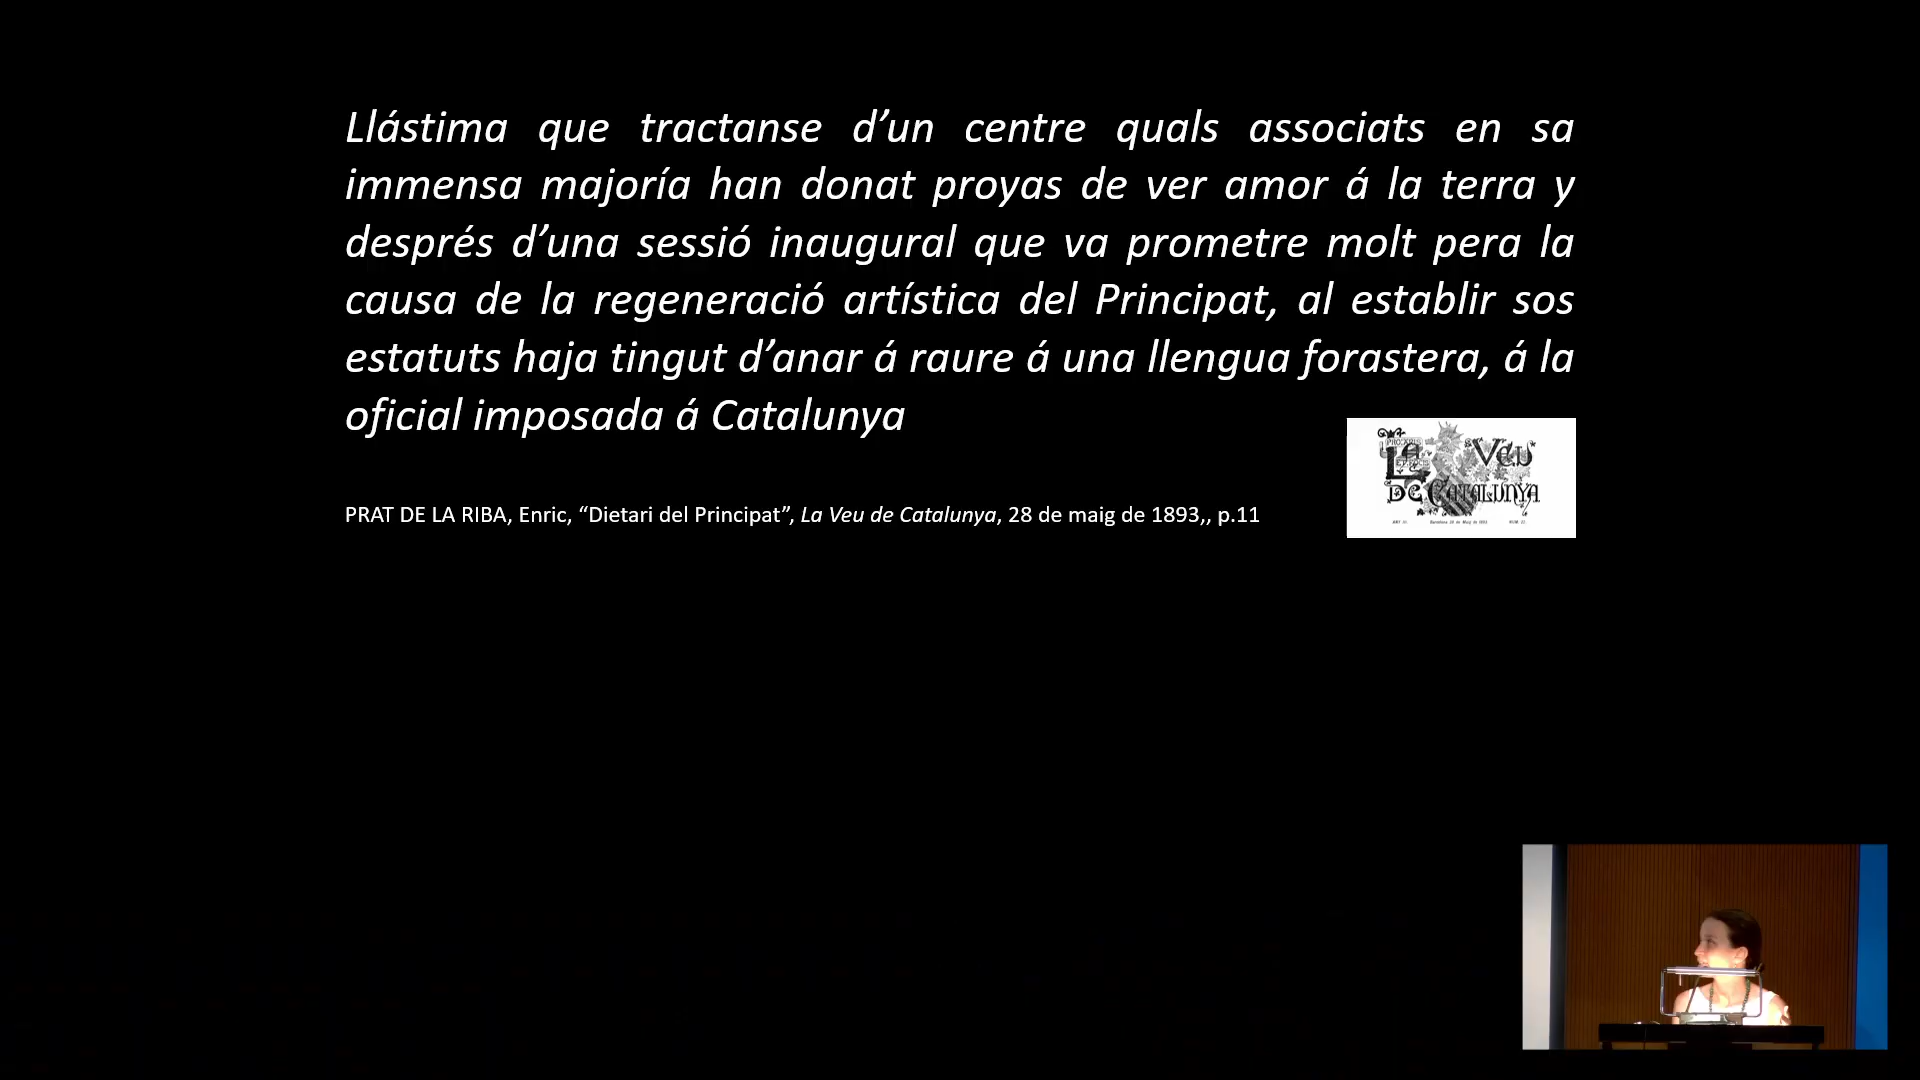 Llástima que tractanse d’un centre quals associats en sa
immensa majoría han donat proyas de ver amor á la terra y
després d’una sessió inaugural que va prometre molt pera la
causa de la regeneració artística del Principat, al establir sos
estatuts haja tingut d’anar á raure á una llengua forastera, á la
oficial imposada á Catalunya
LA VEU
DE CATALUNYA
PRAT DE LA RIBA, Enric, “Dietari del Principat”, La Veu de Catalunya, 28 de maig de 1893,, p.11